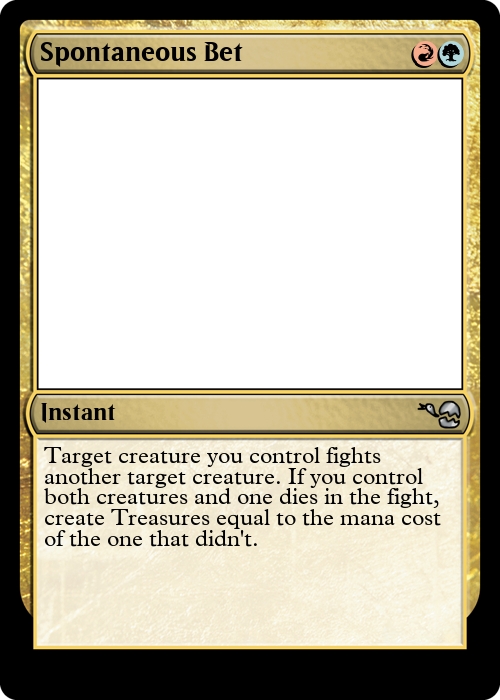 Spontaneous Bet
Instant
Target creature you control fights
another target creature. If you control
both creatures and one dies in the fight,
create Treasures equal to the mana cost
of the one that didn't.